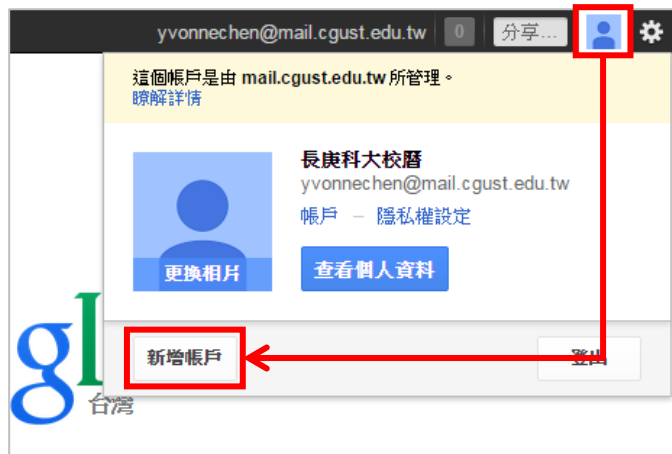 yvonnechen@mail.cgust.edu.tw 0 分享...
這個帳戶是由 mail.cgust.edu.tw 所管理。
瞭解詳情
長庚科大校曆
yvonnechen@mail.cgust.edu.tw
帳戶 – 隱私權設定
更換相片
查看個人資料
新增帳戶 登出
gl
台灣